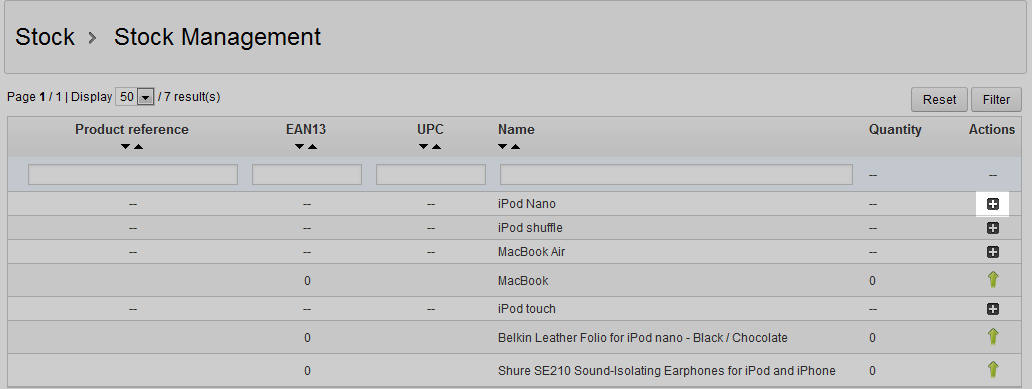 Stock > Stock Management
Page 1 / 1 | Display 50 / 7 result(s)
Reset Filter
Product reference EAN13 UPC Name Quantity Actions
-- --
-- -- -- iPod Nano --
-- -- -- iPod shuffle --
-- -- -- MacBook Air --
0 MacBook 0
-- -- -- iPod touch --
0 Belkin Leather Folio for iPod nano - Black / Chocolate 0
0 Shure SE210 Sound-Isolating Earphones for iPod and iPhone 0